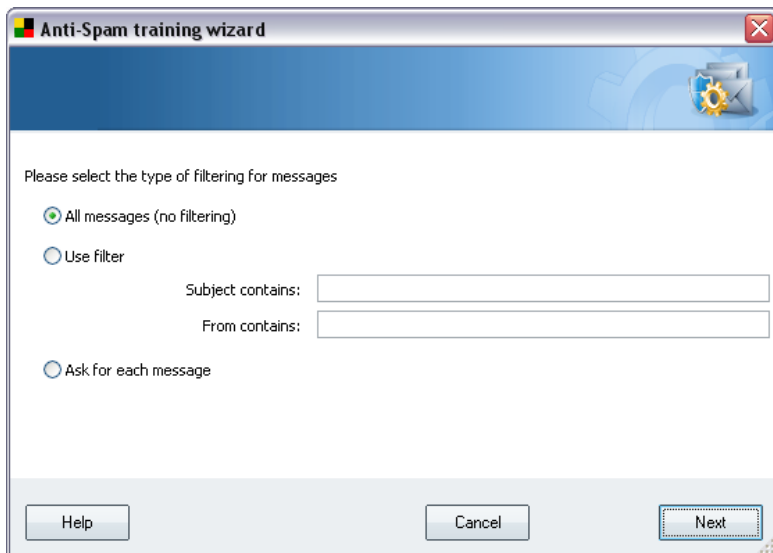 Anti-Spam training wizard
Please select the type of filtering for messages
All messages (no filtering)
Use filter
Subject contains:
From contains:
Ask for each message
Help
Cancel
Next